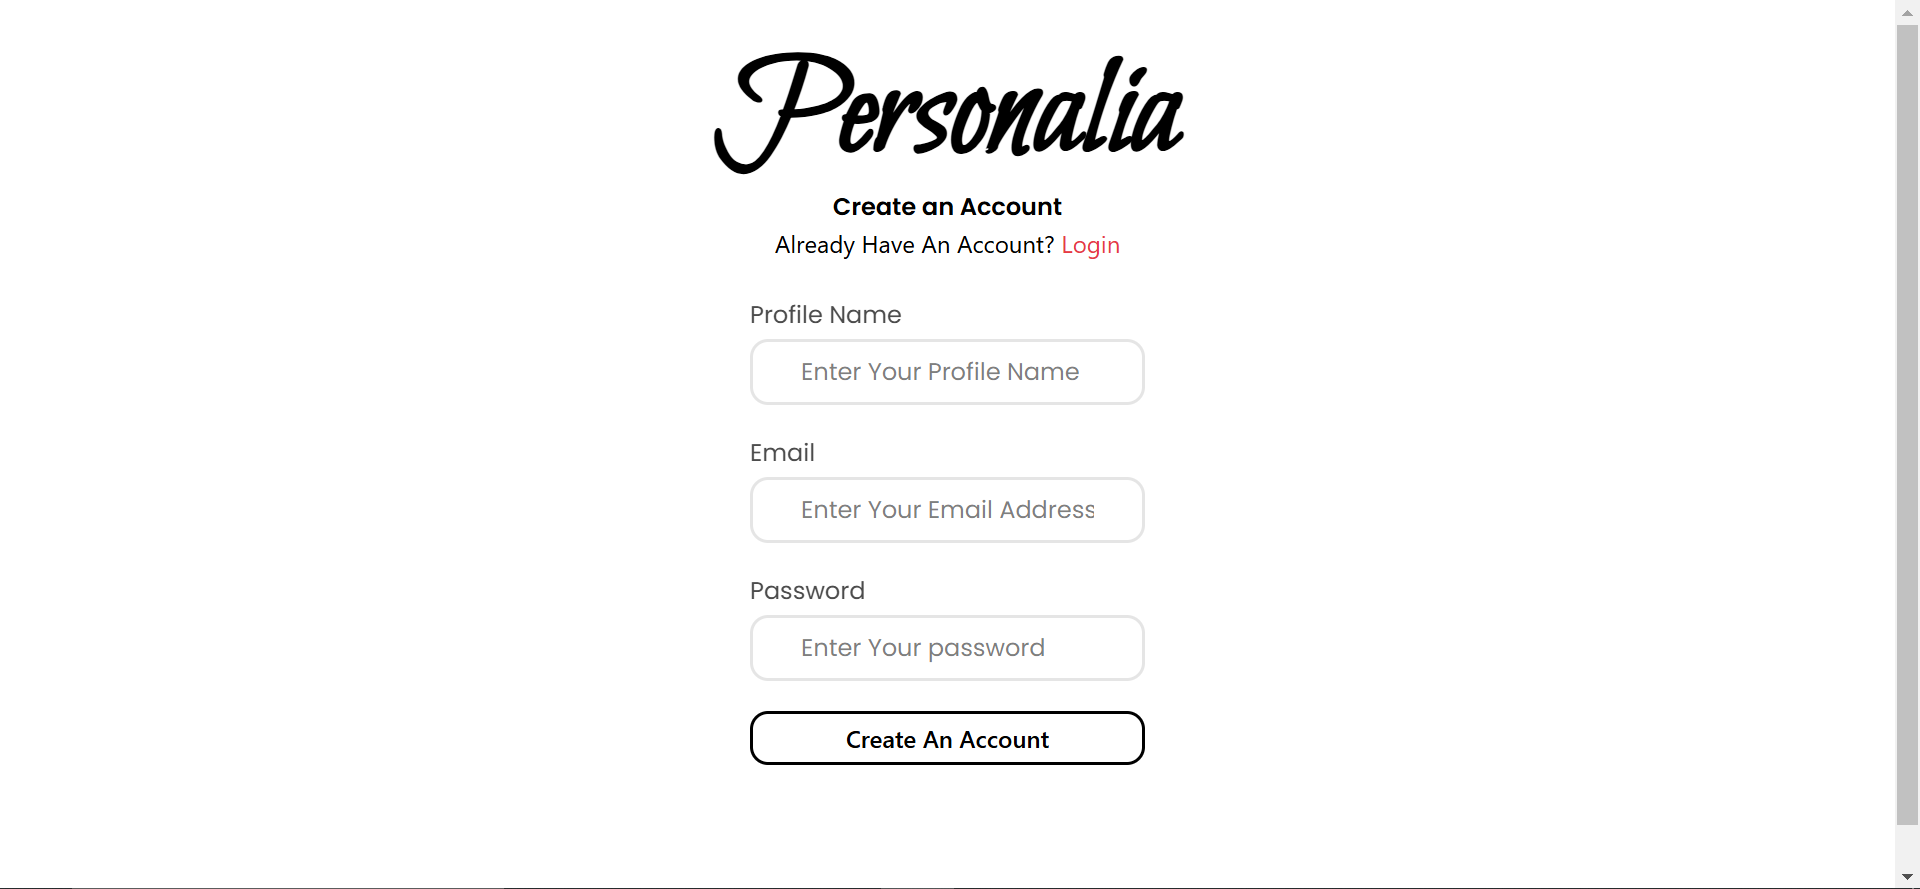 Personalia
Create an Account
Already Have An Account? Login
Profile Name
Enter Your Profile Name
Email
Enter Your Email Address
Password
Enter Your password
Create An Account